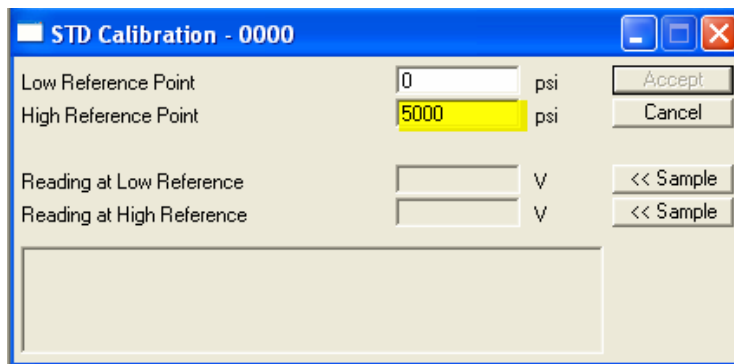 STD Calibration - 0000
Low Reference Point 0 psi Accept
High Reference Point 5000 psi Cancel
Reading at Low Reference V << Sample
Reading at High Reference V << Sample